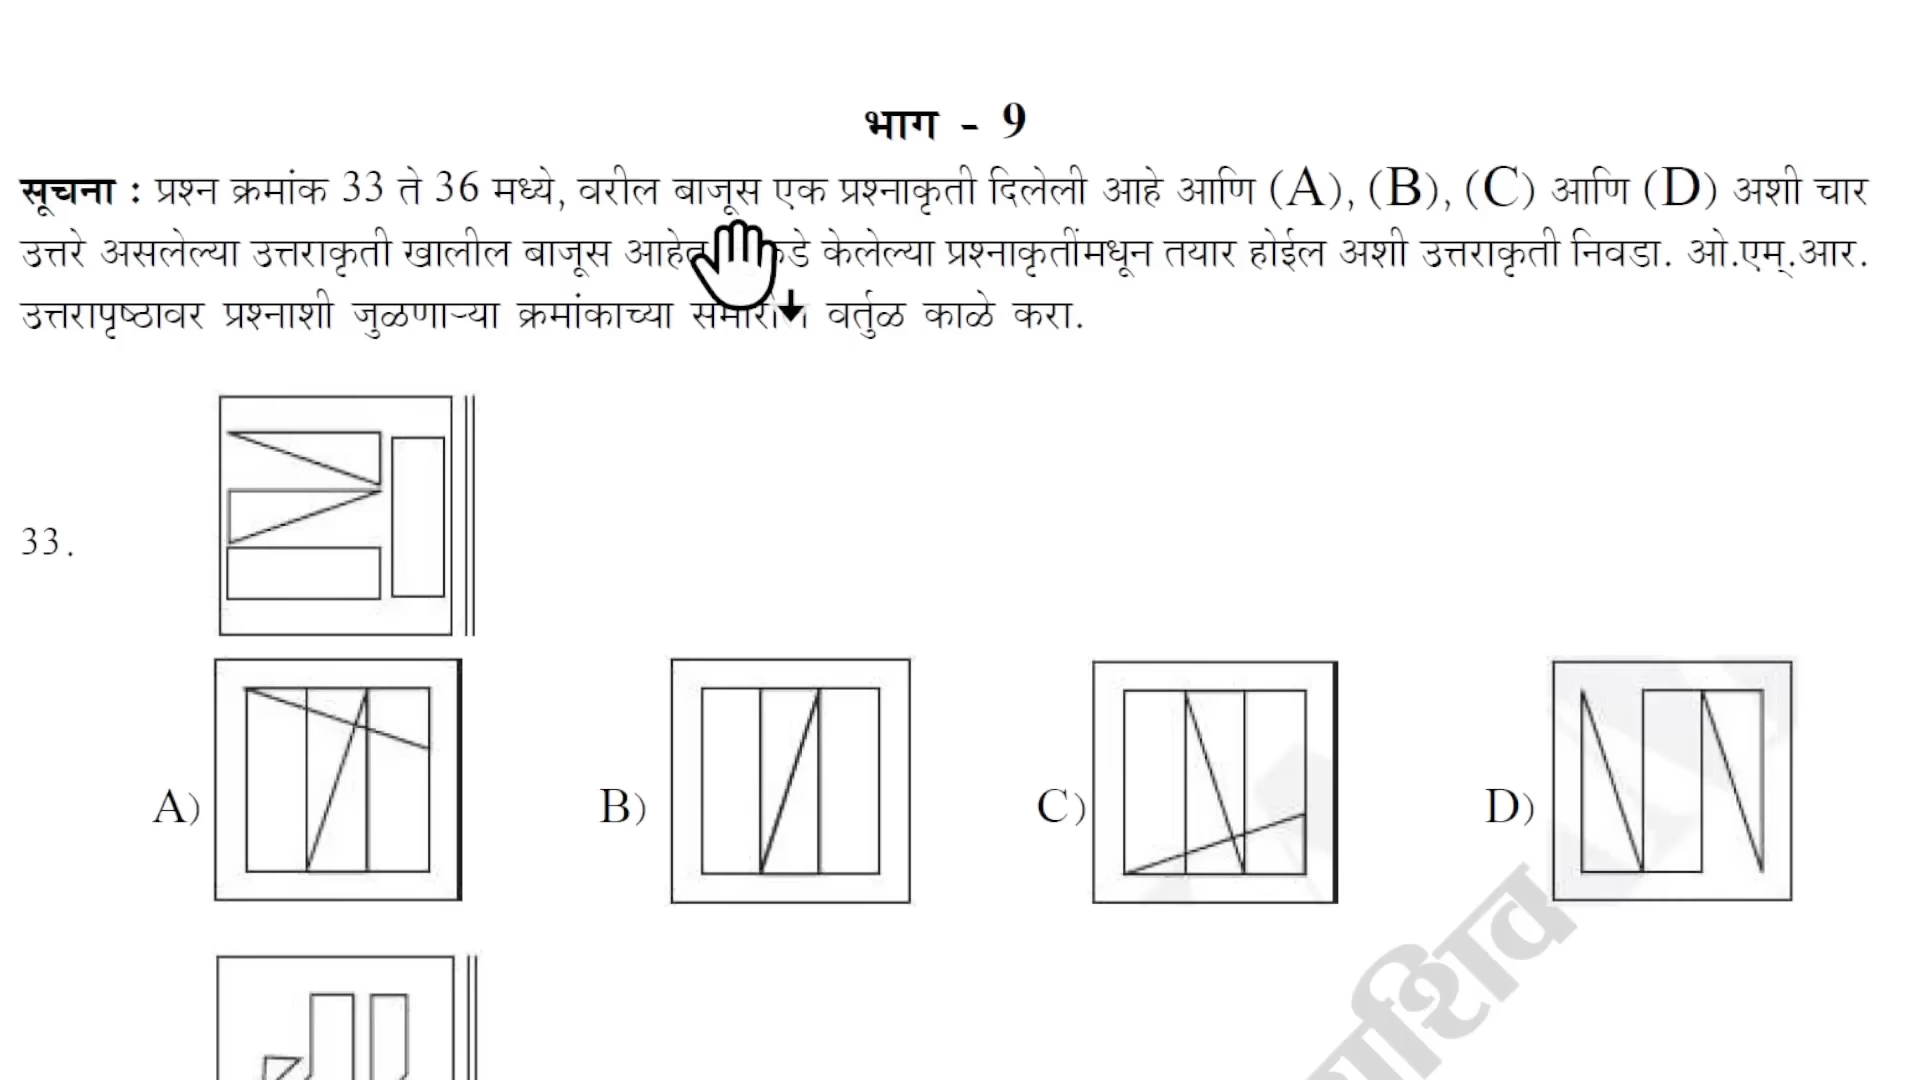 भाग - 9
सूचना : प्रश्न क्रमांक 33 ते 36 मध्ये, वरील बाजूस एक प्रश्नाकृती दिलेली आहे आणि (A), (B), (C) आणि (D) अशी चार
उत्तरे असलेल्या उत्तराकृती खालील बाजूस आहेत केलेल्या प्रश्नाकृतींमधून तयार होईल अशी उत्तराकृती निवडा. ओ.एम्.आर.
उत्तरापृष्ठावर प्रश्नाशी जुळणाऱ्या क्रमांकाच्या वर्तुळ काळे करा.
33.
A)
B)
C)
D)